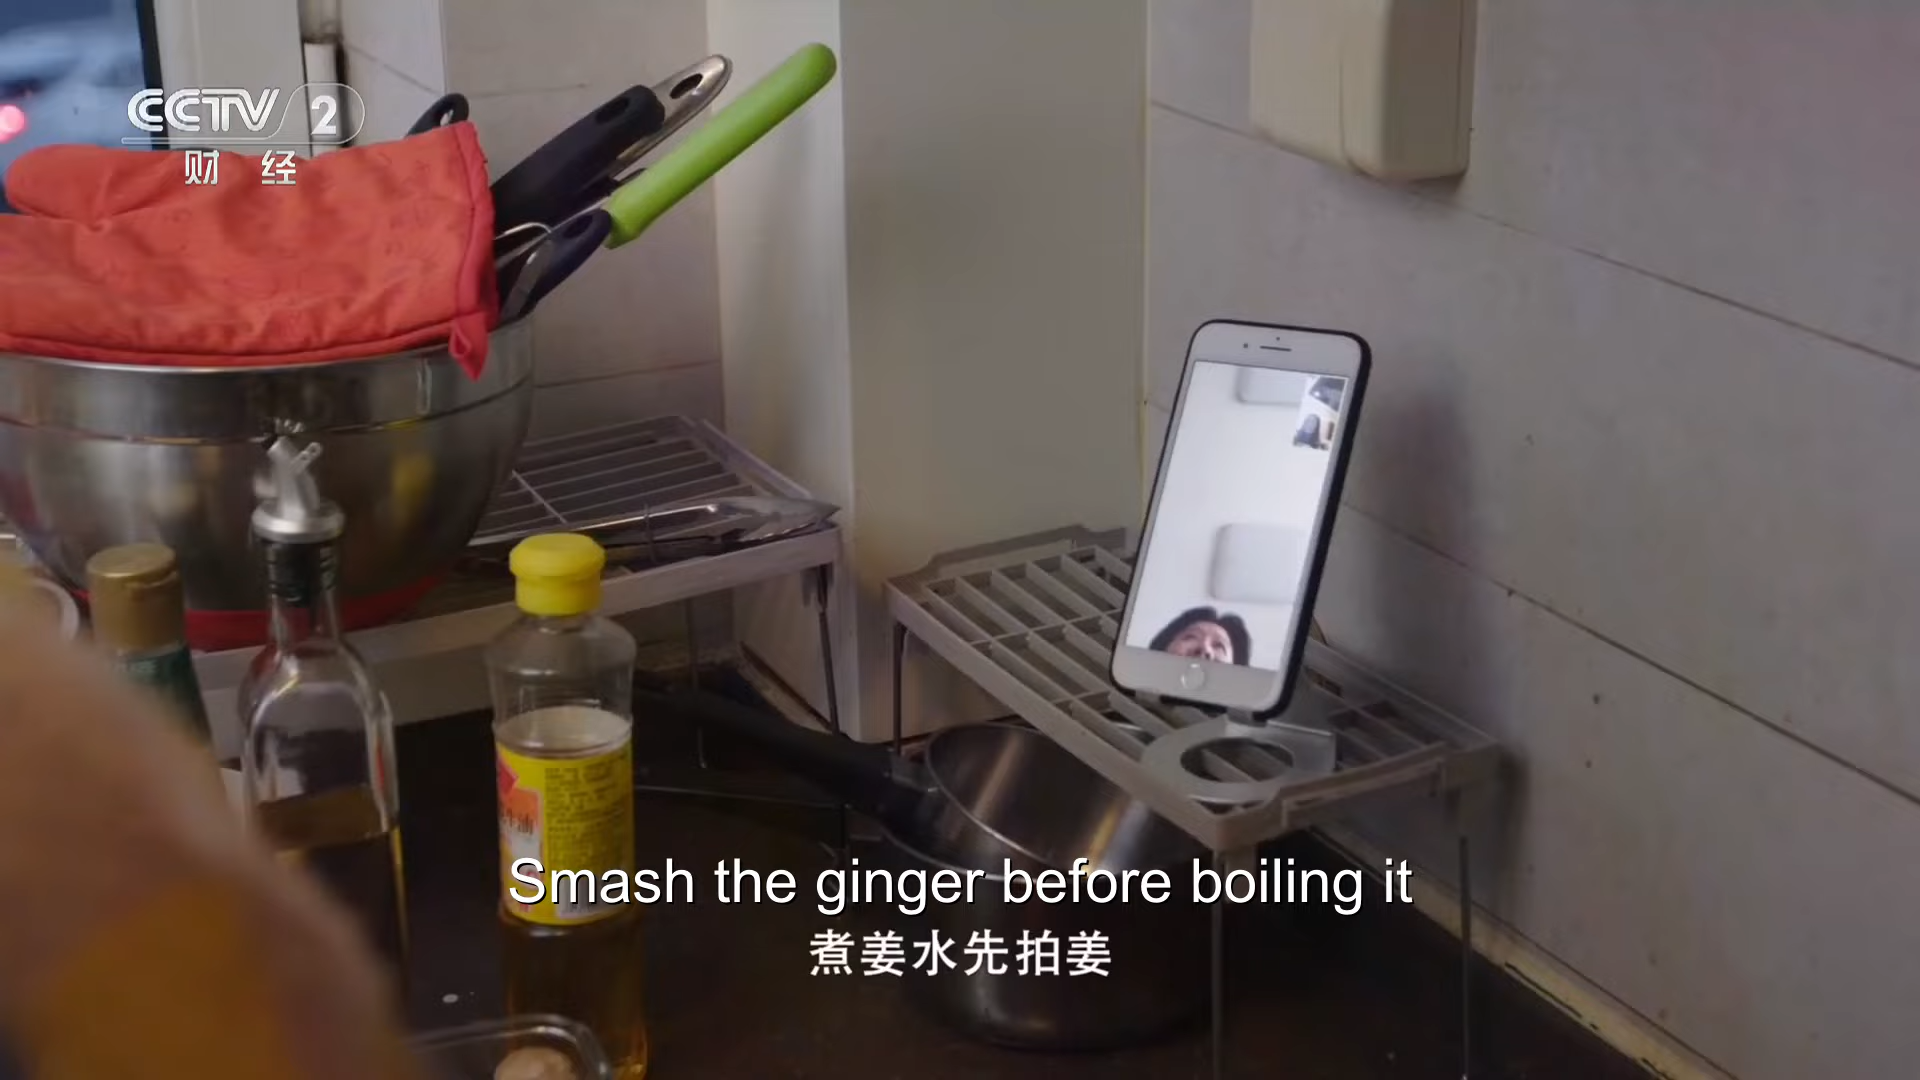 CCTV 2
财 经
Smash the ginger before boiling it
煮姜水先拍姜